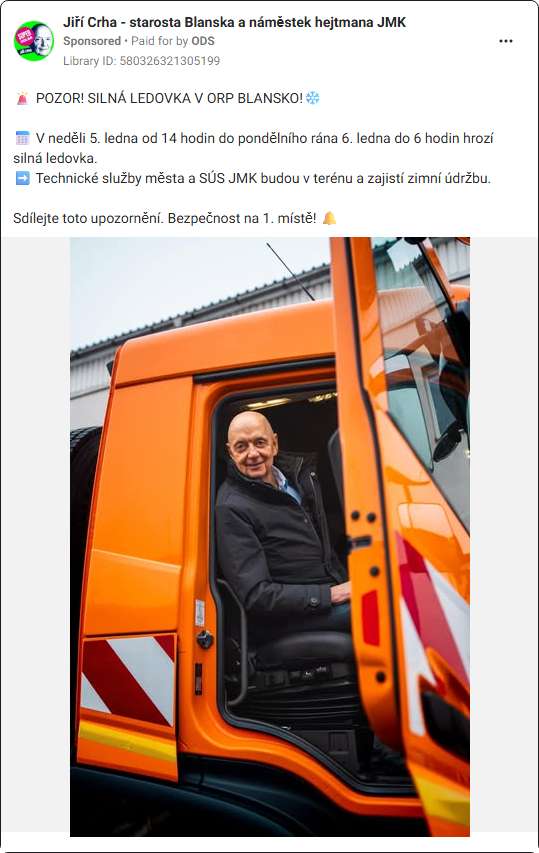 Jiří Crha - starosta Blanska a náměstek hejtmana JMK
Sponsored • Paid for by ODS
Library ID: 580326321305199
🚨 POZOR! SILNÁ LEDOVKA V ORP BLANSKO!❄️
🗓️ V neděli 5. ledna od 14 hodin do pondělního rána 6. ledna do 6 hodin hrozí
silná ledovka.
➡️ Technické služby města a SÚS JMK budou v terénu a zajistí zimní údržbu.
Sdílejte toto upozornění. Bezpečnost na 1. místě! 🔔